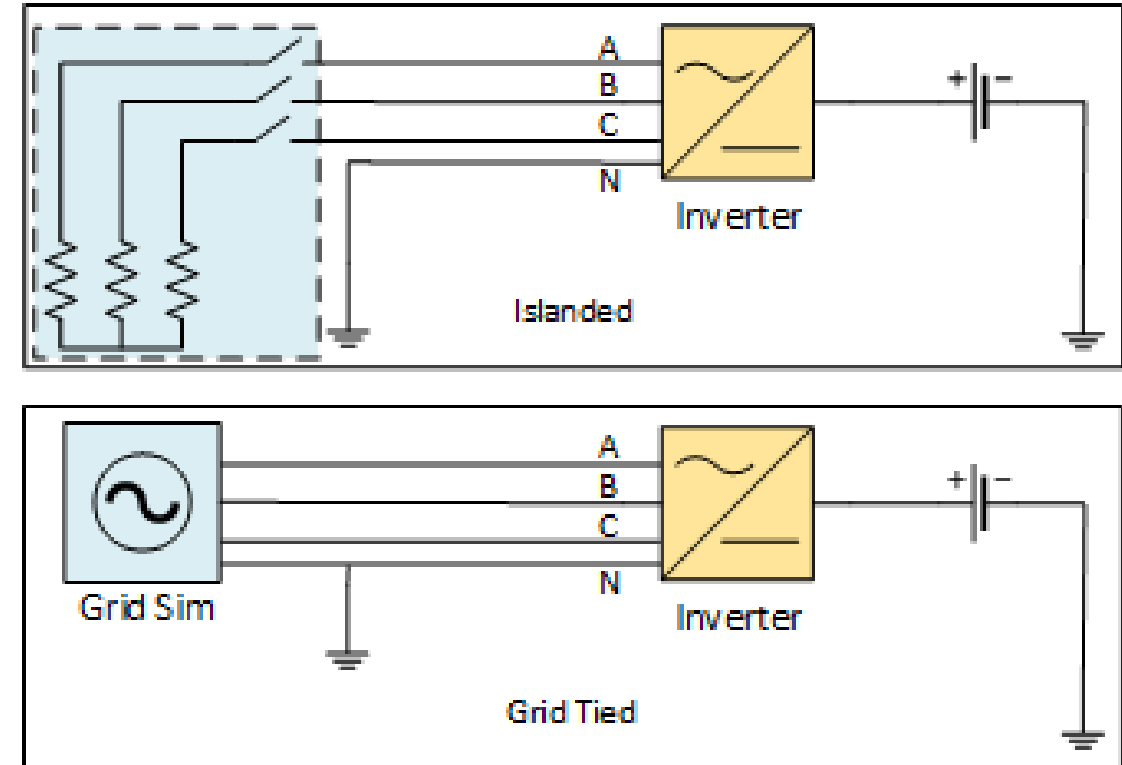 A
B
C
N
+ −
Inverter
Islanded
A
B
C
N
+ −
Grid Sim
Inverter
Grid Tied